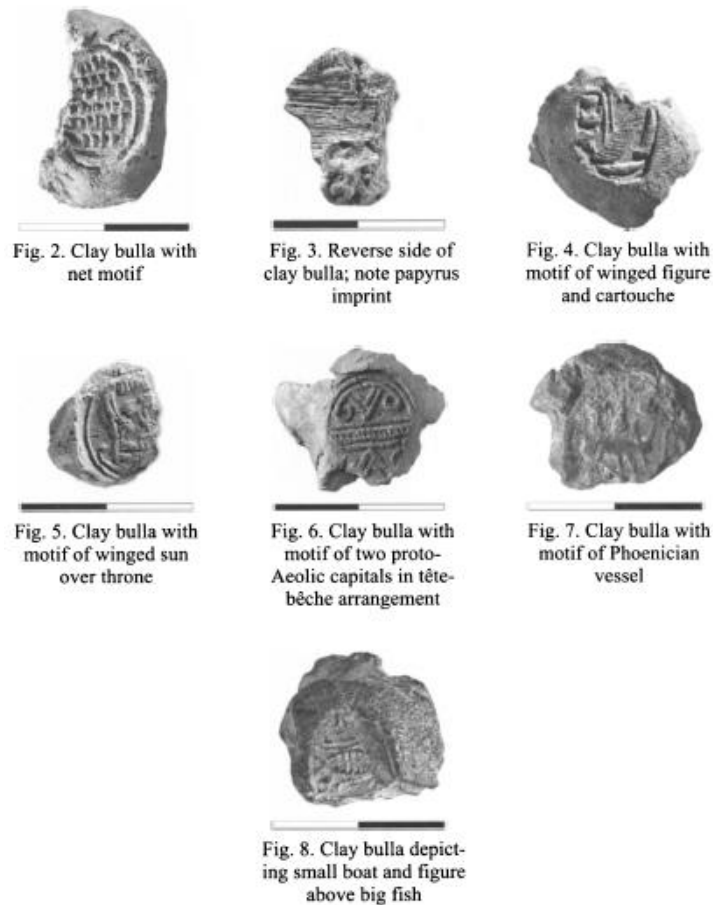 Fig. 2. Clay bulla with
net motif
Fig. 3. Reverse side of
clay bulla; note papyrus
imprint
Fig. 4. Clay bulla with
motif of winged figure
and cartouche
Fig. 5. Clay bulla with
motif of winged sun
over throne
Fig. 6. Clay bulla with
motif of two proto-
Aeolic capitals in tête-
bêche arrangement
Fig. 7. Clay bulla with
motif of Phoenician
vessel
Fig. 8. Clay bulla depict-
ing small boat and figure
above big fish